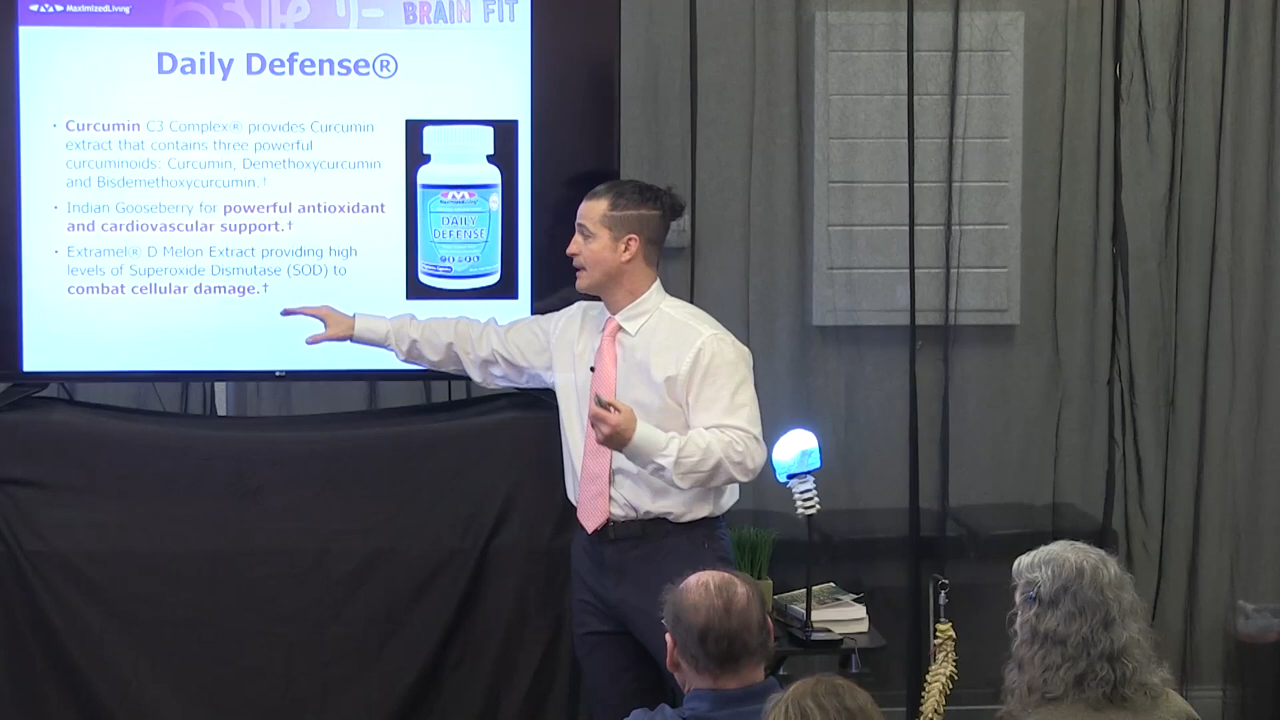 MaximizedLiving
BRAIN FIT
Daily Defense®
• Curcumin C3 Complex® provides Curcumin
extract that contains three powerful
curcuminoids: Curcumin, Demethoxycurcumin
and Bisdemethoxycurcumin.†
• Indian Gooseberry for powerful antioxidant
and cardiovascular support.†
• Extramel® D Melon Extract providing high
levels of Superoxide Dismutase (SOD) to
combat cellular damage.†
MaximizedLiving
DAILY
DEFENSE
LG